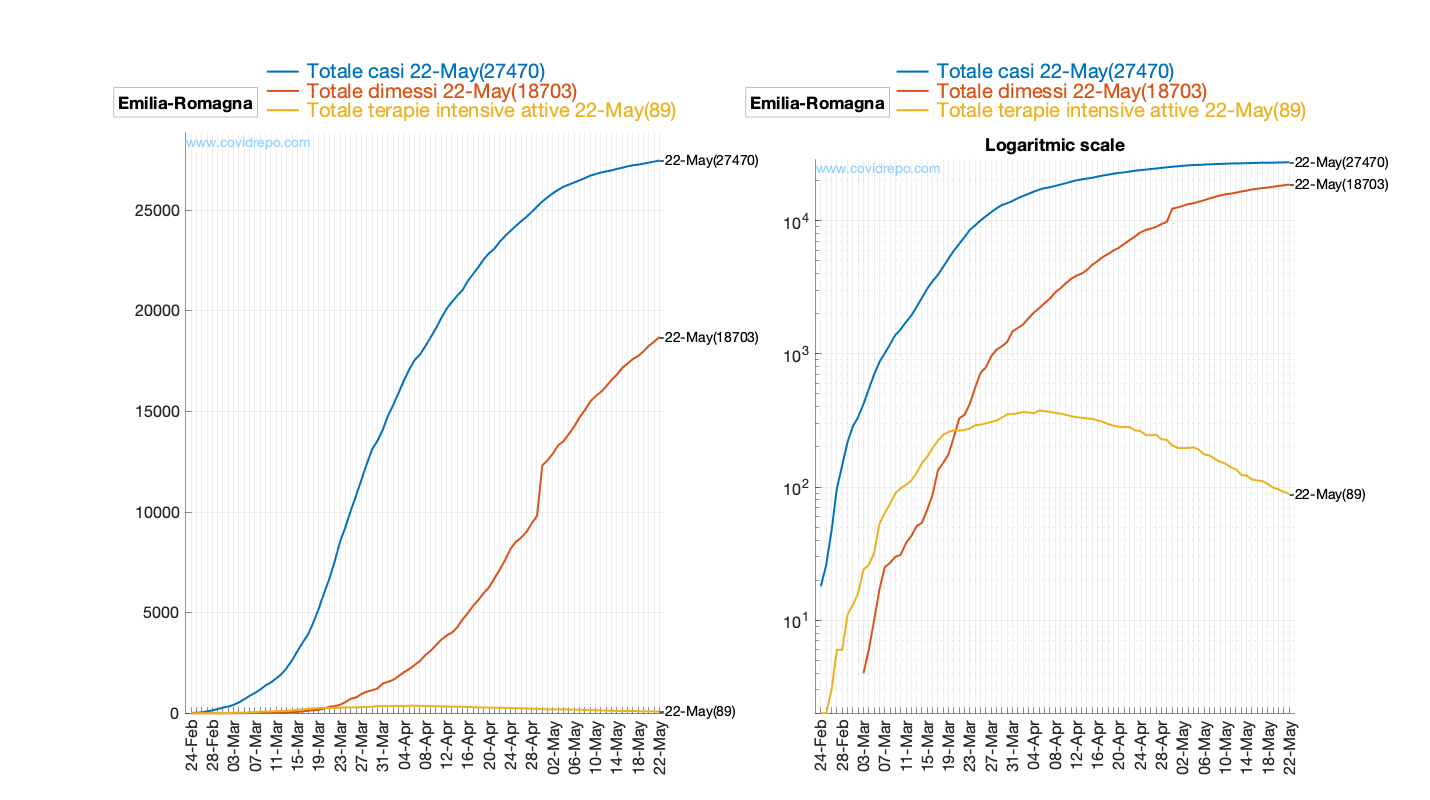 Totale casi 22-May(27470)
Totale dimessi 22-May(18703)
Totale terapie intensive attive 22-May(89)
Emilia-Romagna
www.covidrepo.com
22-May(27470)
22-May(18703)
22-May(89)
25000
20000
15000
10000
5000
0
24-Feb
28-Feb
03-Mar
07-Mar
11-Mar
15-Mar
19-Mar
23-Mar
27-Mar
31-Mar
04-Apr
08-Apr
12-Apr
16-Apr
20-Apr
24-Apr
28-Apr
02-May
06-May
10-May
14-May
18-May
22-May
Totale casi 22-May(27470)
Totale dimessi 22-May(18703)
Totale terapie intensive attive 22-May(89)
Emilia-Romagna
Logaritmic scale
www.covidrepo.com
22-May(27470)
22-May(18703)
22-May(89)
10^4
10^3
10^2
10^1
24-Feb
28-Feb
03-Mar
07-Mar
11-Mar
15-Mar
19-Mar
23-Mar
27-Mar
31-Mar
04-Apr
08-Apr
12-Apr
16-Apr
20-Apr
24-Apr
28-Apr
02-May
06-May
10-May
14-May
18-May
22-May